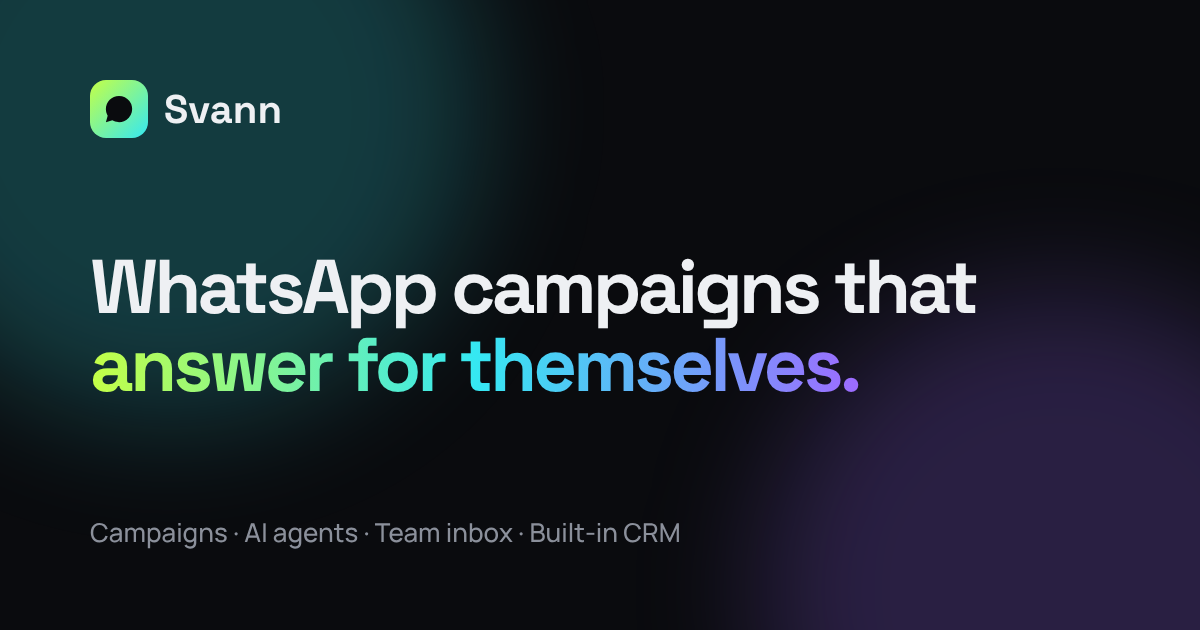 Svann
WhatsApp campaigns that
answer for themselves.
Campaigns · AI agents · Team inbox · Built-in CRM